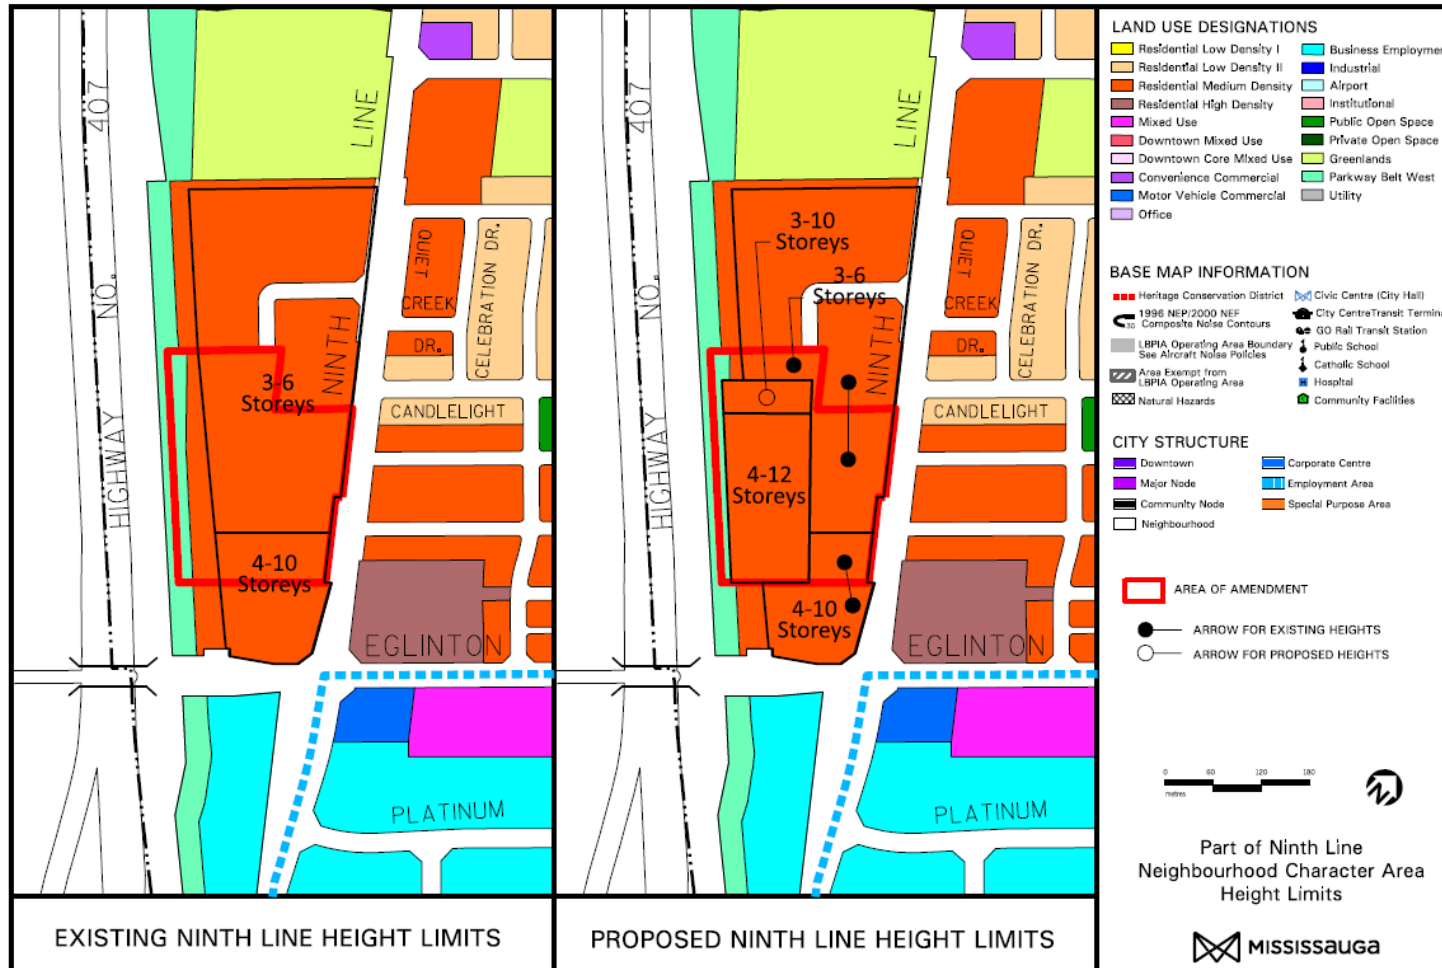 407
NO.
HIGHWAY
LINE
NINTH
3-6
Storeys
4-10
Storeys
QUIET
CREEK
DR.
CELEBRATION DR.
CANDLELIGHT
EGLINTON
PLATINUM
EXISTING NINTH LINE HEIGHT LIMITS
407
NO.
HIGHWAY
LINE
NINTH
3-10
Storeys
3-6
Storeys
4-12
Storeys
4-10
Storeys
QUIET
CREEK
DR.
CELEBRATION DR.
CANDLELIGHT
EGLINTON
PLATINUM
PROPOSED NINTH LINE HEIGHT LIMITS
LAND USE DESIGNATIONS
Residential Low Density I
Residential Low Density II
Residential Medium Density
Residential High Density
Mixed Use
Downtown Mixed Use
Downtown Core Mixed Use
Convenience Commercial
Motor Vehicle Commercial
Office
Business Employmen
Industrial
Airport
Institutional
Public Open Space
Private Open Space
Greenlands
Parkway Belt West
Utility
BASE MAP INFORMATION
Heritage Conservation District
1996 NEP/2000 NEF
Composite Noise Contours
30
LBPIA Operating Area Boundary
See Aircraft Noise Policies
Area Exempt from
LBPIA Operating Area
Natural Hazards
Civic Centre (City Hall)
City CentreTransit Termina
GO Rail Transit Station
Public School
Catholic School
H Hospital
Community Facilities
CITY STRUCTURE
Downtown
Major Node
Community Node
Neighbourhood
Corporate Centre
Employment Area
Special Purpose Area
AREA OF AMENDMENT
ARROW FOR EXISTING HEIGHTS
ARROW FOR PROPOSED HEIGHTS
0 60 120 180
metres
Part of Ninth Line
Neighbourhood Character Area
Height Limits
MISSISSAUGA